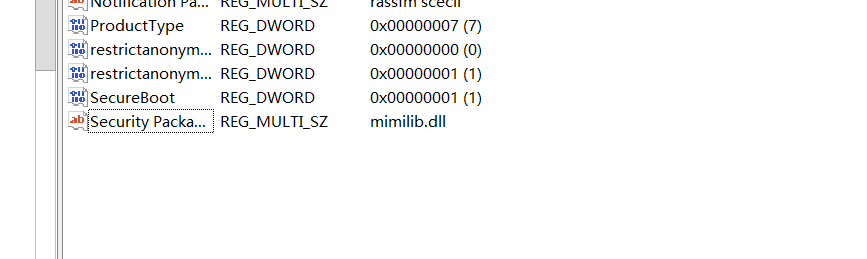 Notification Pa... REG_MULTI_SZ rassfm scecli
ProductType REG_DWORD 0x00000007 (7)
restrictanonym... REG_DWORD 0x00000000 (0)
restrictanonym... REG_DWORD 0x00000001 (1)
SecureBoot REG_DWORD 0x00000001 (1)
Security Packa... REG_MULTI_SZ mimilib.dll